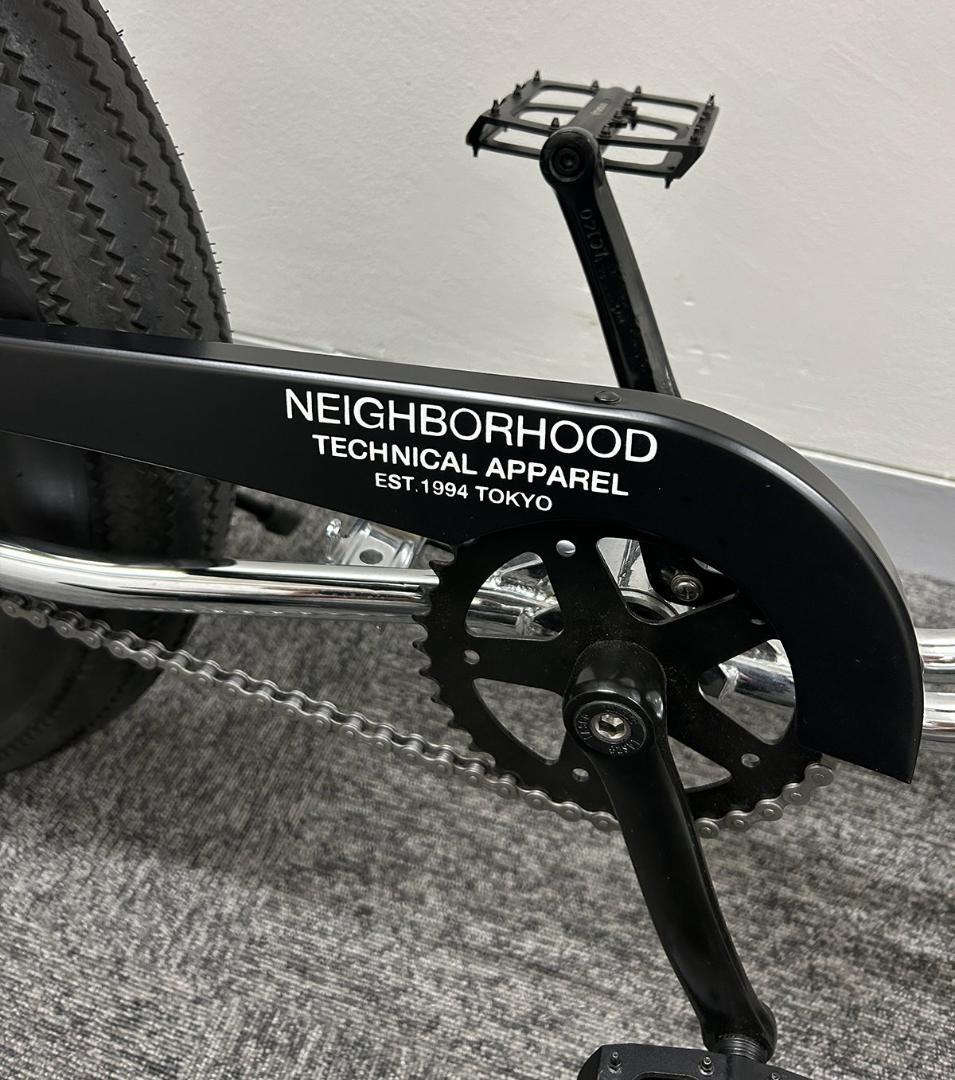 NEIGHBORHOOD
TECHNICAL APPAREL
EST.1994 TOKYO